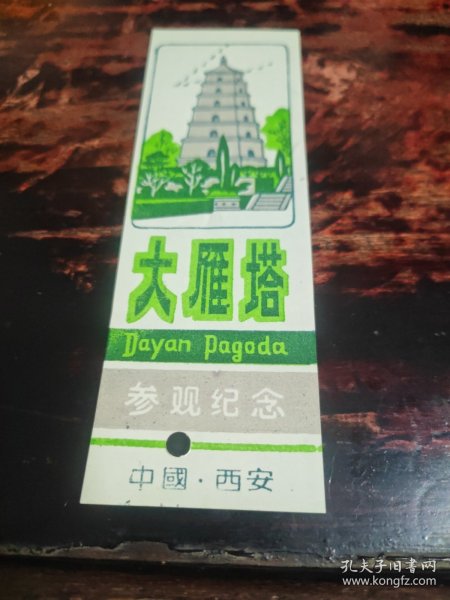 大雁塔
Dayan Pagoda
参观纪念
中國·西安
孔夫子旧书网
www.kongfz.com